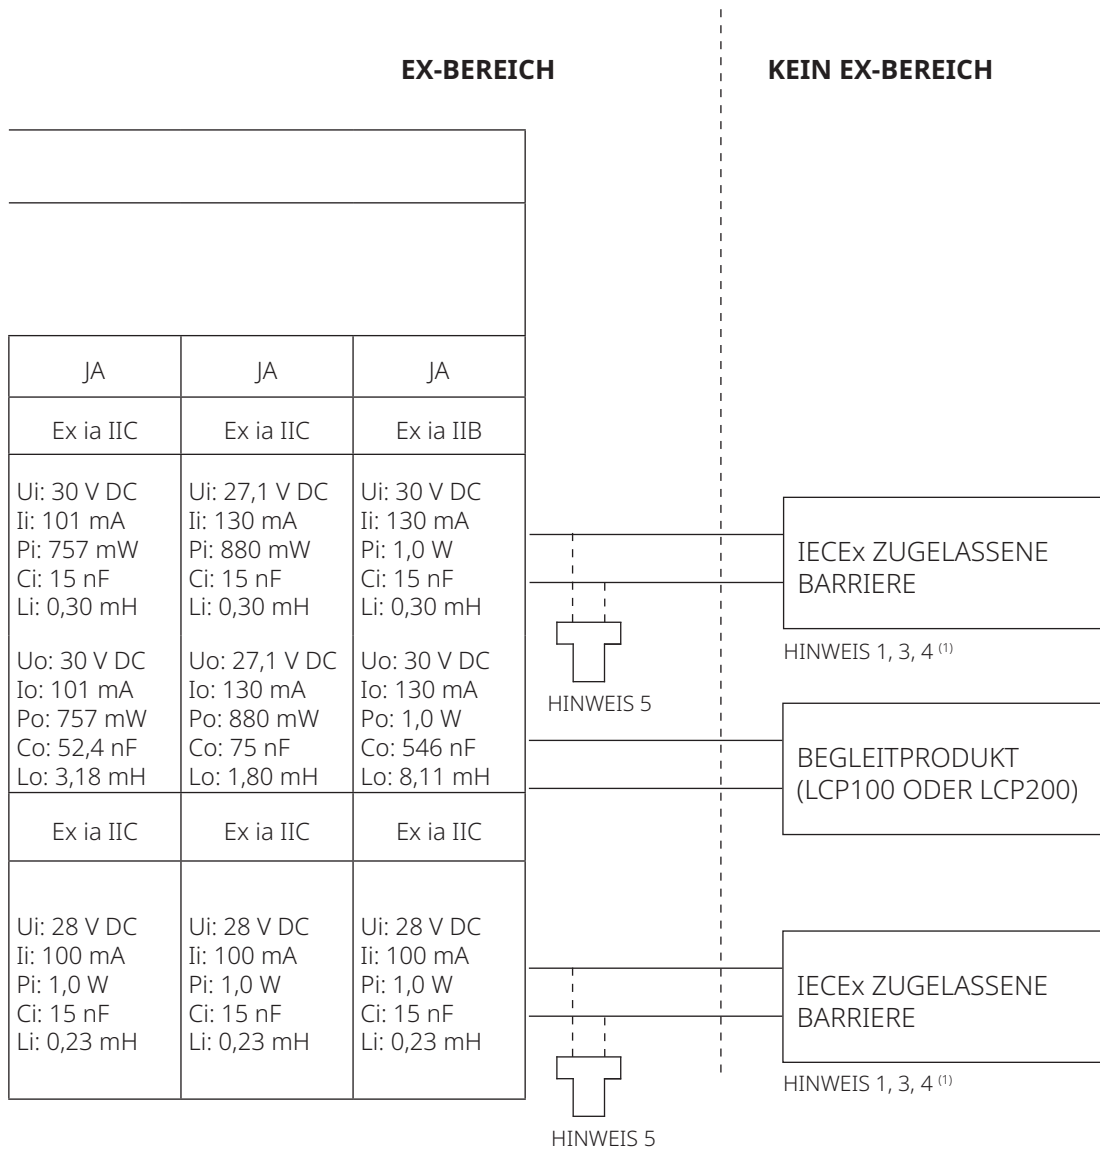 EX-BEREICH
KEIN EX-BEREICH
JA
JA
JA
Ex ia IIC
Ex ia IIC
Ex ia IIB
Ui: 30 V DC
Ii: 101 mA
Pi: 757 mW
Ci: 15 nF
Li: 0,30 mH
Ui: 27,1 V DC
Ii: 130 mA
Pi: 880 mW
Ci: 15 nF
Li: 0,30 mH
Ui: 30 V DC
Ii: 130 mA
Pi: 1,0 W
Ci: 15 nF
Li: 0,30 mH
IECEx ZUGELASSENE
BARRIERE
HINWEIS 1, 3, 4 (1)
HINWEIS 5
Uo: 30 V DC
Io: 101 mA
Po: 757 mW
Co: 52,4 nF
Lo: 3,18 mH
Uo: 27,1 V DC
Io: 130 mA
Po: 880 mW
Co: 75 nF
Lo: 1,80 mH
Uo: 30 V DC
Io: 130 mA
Po: 1,0 W
Co: 546 nF
Lo: 8,11 mH
BEGLEITPRODUKT
(LCP100 ODER LCP200)
Ex ia IIC
Ex ia IIC
Ex ia IIC
Ui: 28 V DC
Ii: 100 mA
Pi: 1,0 W
Ci: 15 nF
Li: 0,23 mH
Ui: 28 V DC
Ii: 100 mA
Pi: 1,0 W
Ci: 15 nF
Li: 0,23 mH
Ui: 28 V DC
Ii: 100 mA
Pi: 1,0 W
Ci: 15 nF
Li: 0,23 mH
IECEx ZUGELASSENE
BARRIERE
HINWEIS 1, 3, 4 (1)
HINWEIS 5